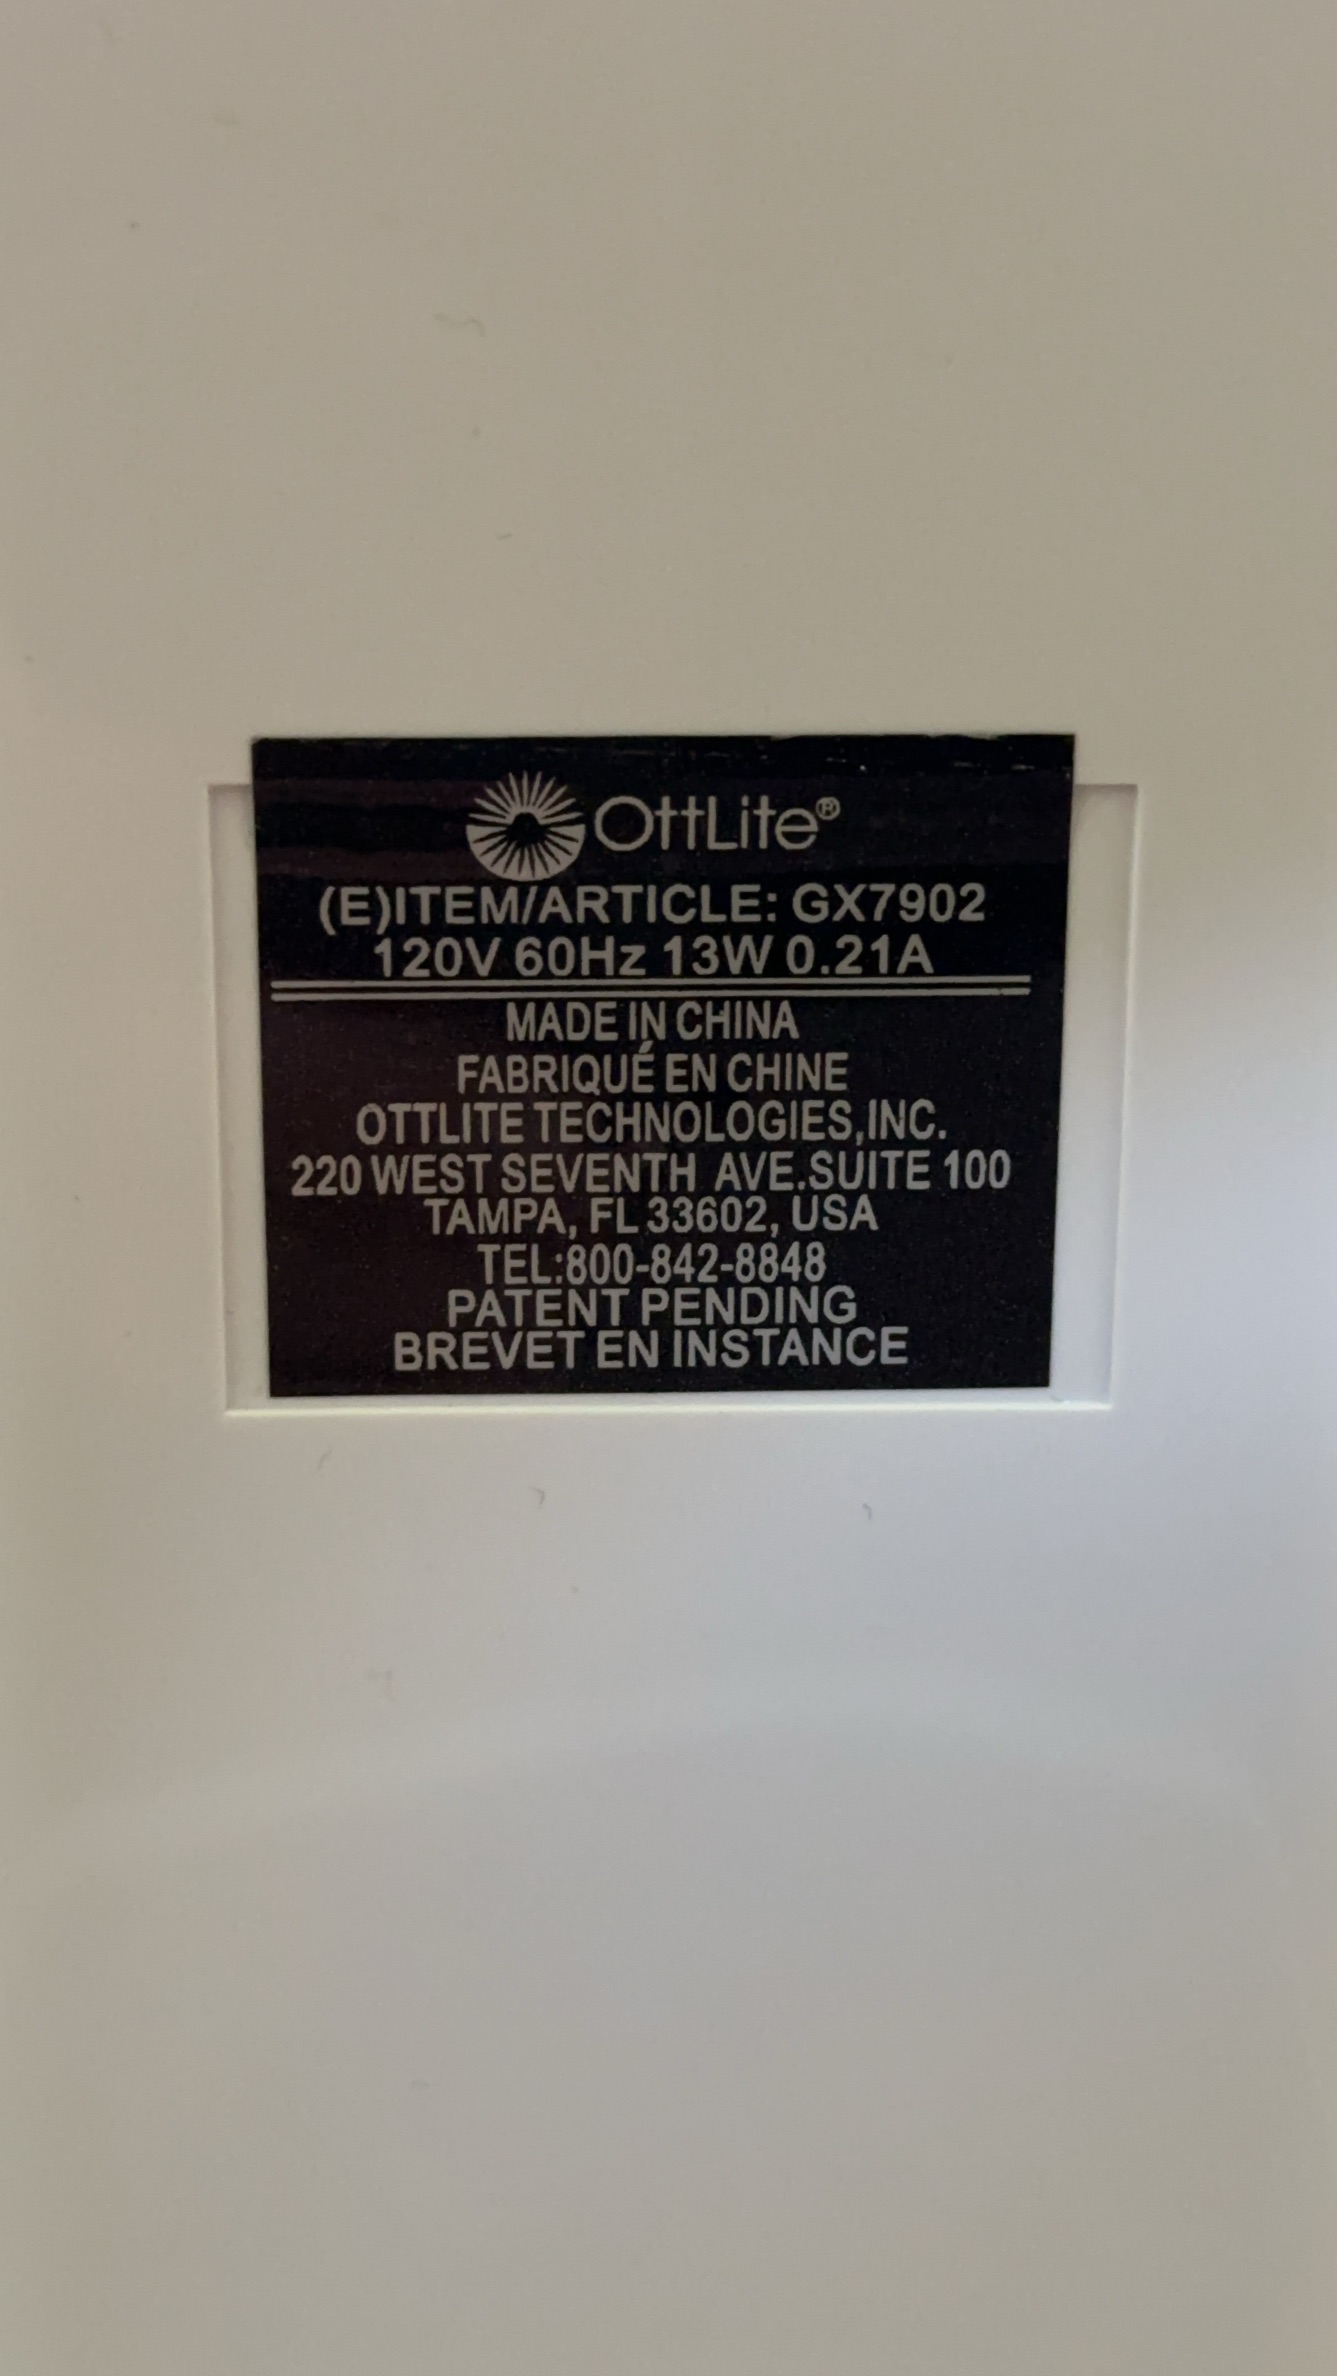 OttLite®
(E)ITEM/ARTICLE: GX7902
120V 60Hz 13W 0.21A
MADE IN CHINA
FABRIQUÉ EN CHINE
OTTLITE TECHNOLOGIES,INC.
220 WEST SEVENTH AVE.SUITE 100
TAMPA, FL 33602, USA
TEL:800-842-8848
PATENT PENDING
BREVET EN INSTANCE